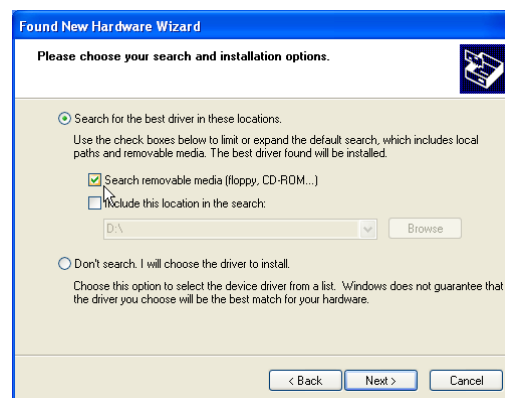 Found New Hardware Wizard
Please choose your search and installation options.
Search for the best driver in these locations.
Use the check boxes below to limit or expand the default search, which includes local
paths and removable media. The best driver found will be installed.
Search removable media (floppy, CD-ROM...)
Include this location in the search:
D:\
Browse
Don't search. I will choose the driver to install.
Choose this option to select the device driver from a list. Windows does not guarantee that
the driver you choose will be the best match for your hardware.
< Back Next > Cancel